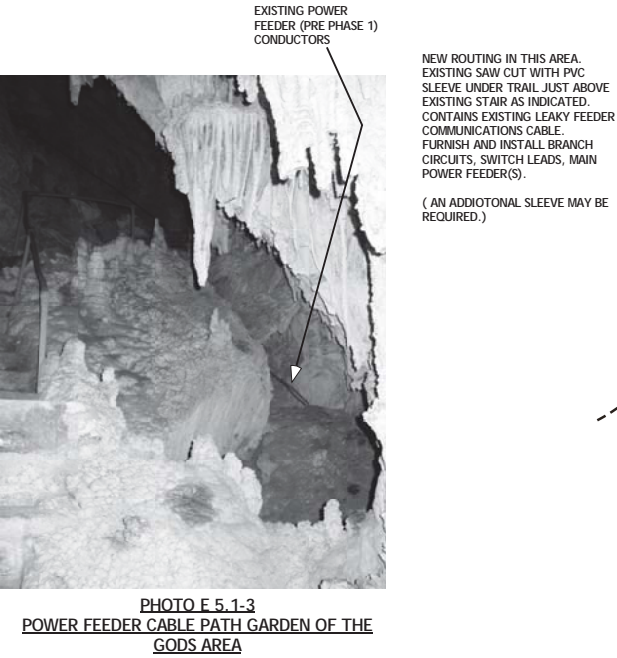 EXISTING POWER
FEEDER (PRE PHASE 1)
CONDUCTORS
NEW ROUTING IN THIS AREA.
EXISTING SAW CUT WITH PVC
SLEEVE UNDER TRAIL JUST ABOVE
EXISTING STAIR AS INDICATED.
CONTAINS EXISTING LEAKY FEEDER
COMMUNICATIONS CABLE.
FURNISH AND INSTALL BRANCH
CIRCUITS, SWITCH LEADS, MAIN
POWER FEEDER(S).
( AN ADDIOTONAL SLEEVE MAY BE
REQUIRED.)
PHOTO E 5.1-3
POWER FEEDER CABLE PATH GARDEN OF THE
GODS AREA